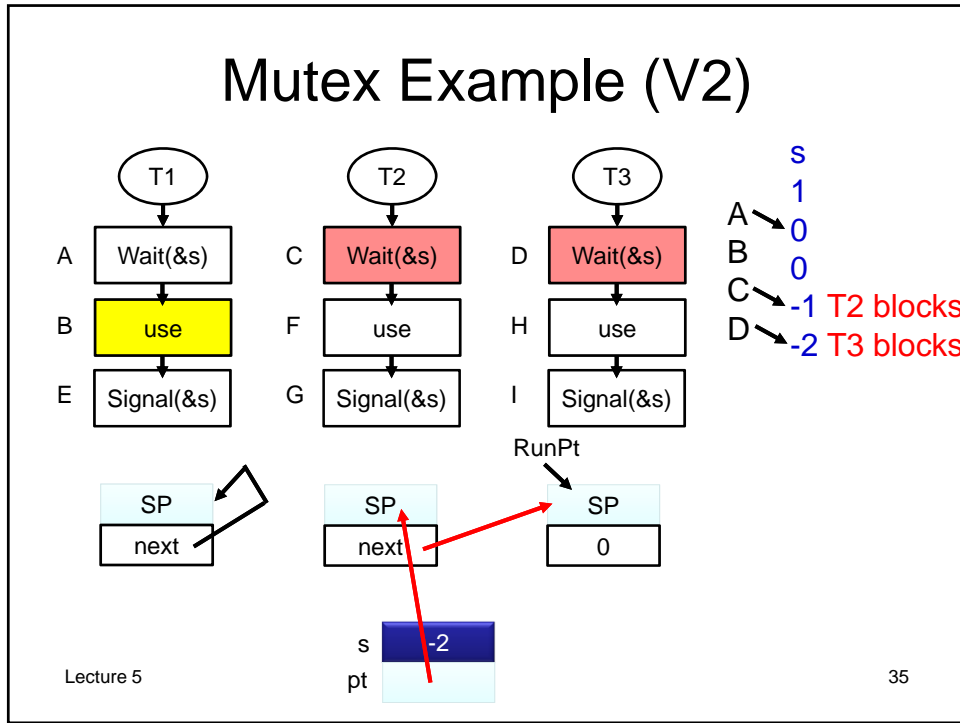 Mutex Example (V2)
T1
T2
T3
A
Wait(&s)
C
Wait(&s)
D
Wait(&s)
B
use
F
use
H
use
E
Signal(&s)
G
Signal(&s)
I
Signal(&s)
s
1
A
0
B
0
C
-1 T2 blocks
D
-2 T3 blocks
RunPt
SP
next
SP
next
SP
0
s
-2
pt
Lecture 5
35